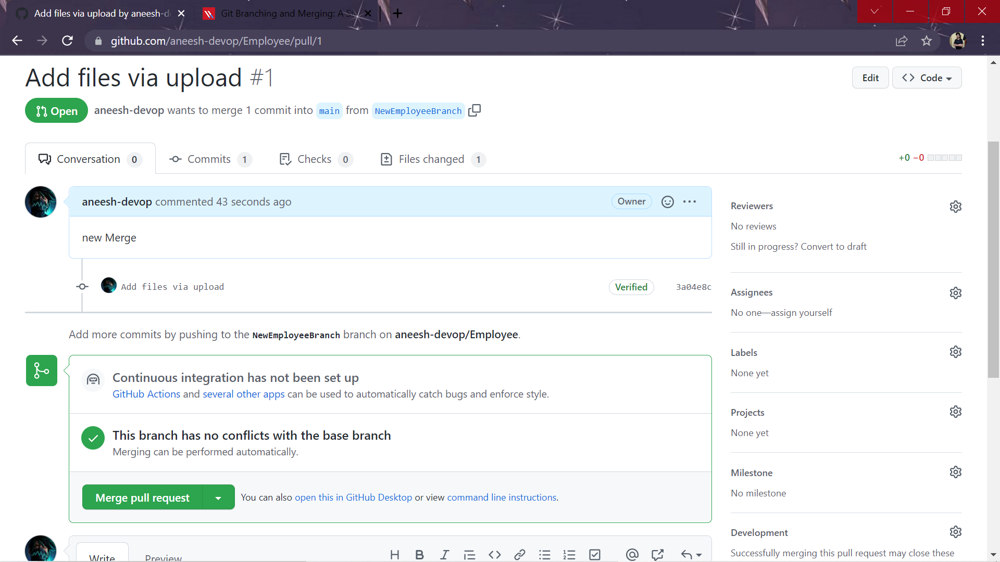 Add files via upload by aneesh-d
Git Branching and Merging: A St
github.com/aneesh-devop/Employee/pull/1
Add files via upload #1
Edit
Code
Open
aneesh-devop wants to merge 1 commit into main from NewEmployeeBranch
Conversation 0
Commits 1
Checks 0
Files changed 1
+0 −0
aneesh-devop commented 43 seconds ago
Owner
new Merge
Add files via upload
Verified
3a04e8c
Add more commits by pushing to the NewEmployeeBranch branch on aneesh-devop/Employee.
Continuous integration has not been set up
GitHub Actions and several other apps can be used to automatically catch bugs and enforce style.
This branch has no conflicts with the base branch
Merging can be performed automatically.
Merge pull request
You can also open this in GitHub Desktop or view command line instructions.
Write
Preview
Reviewers
No reviews
Still in progress? Convert to draft
Assignees
No one—assign yourself
Labels
None yet
Projects
None yet
Milestone
No milestone
Development
Successfully merging this pull request may close these